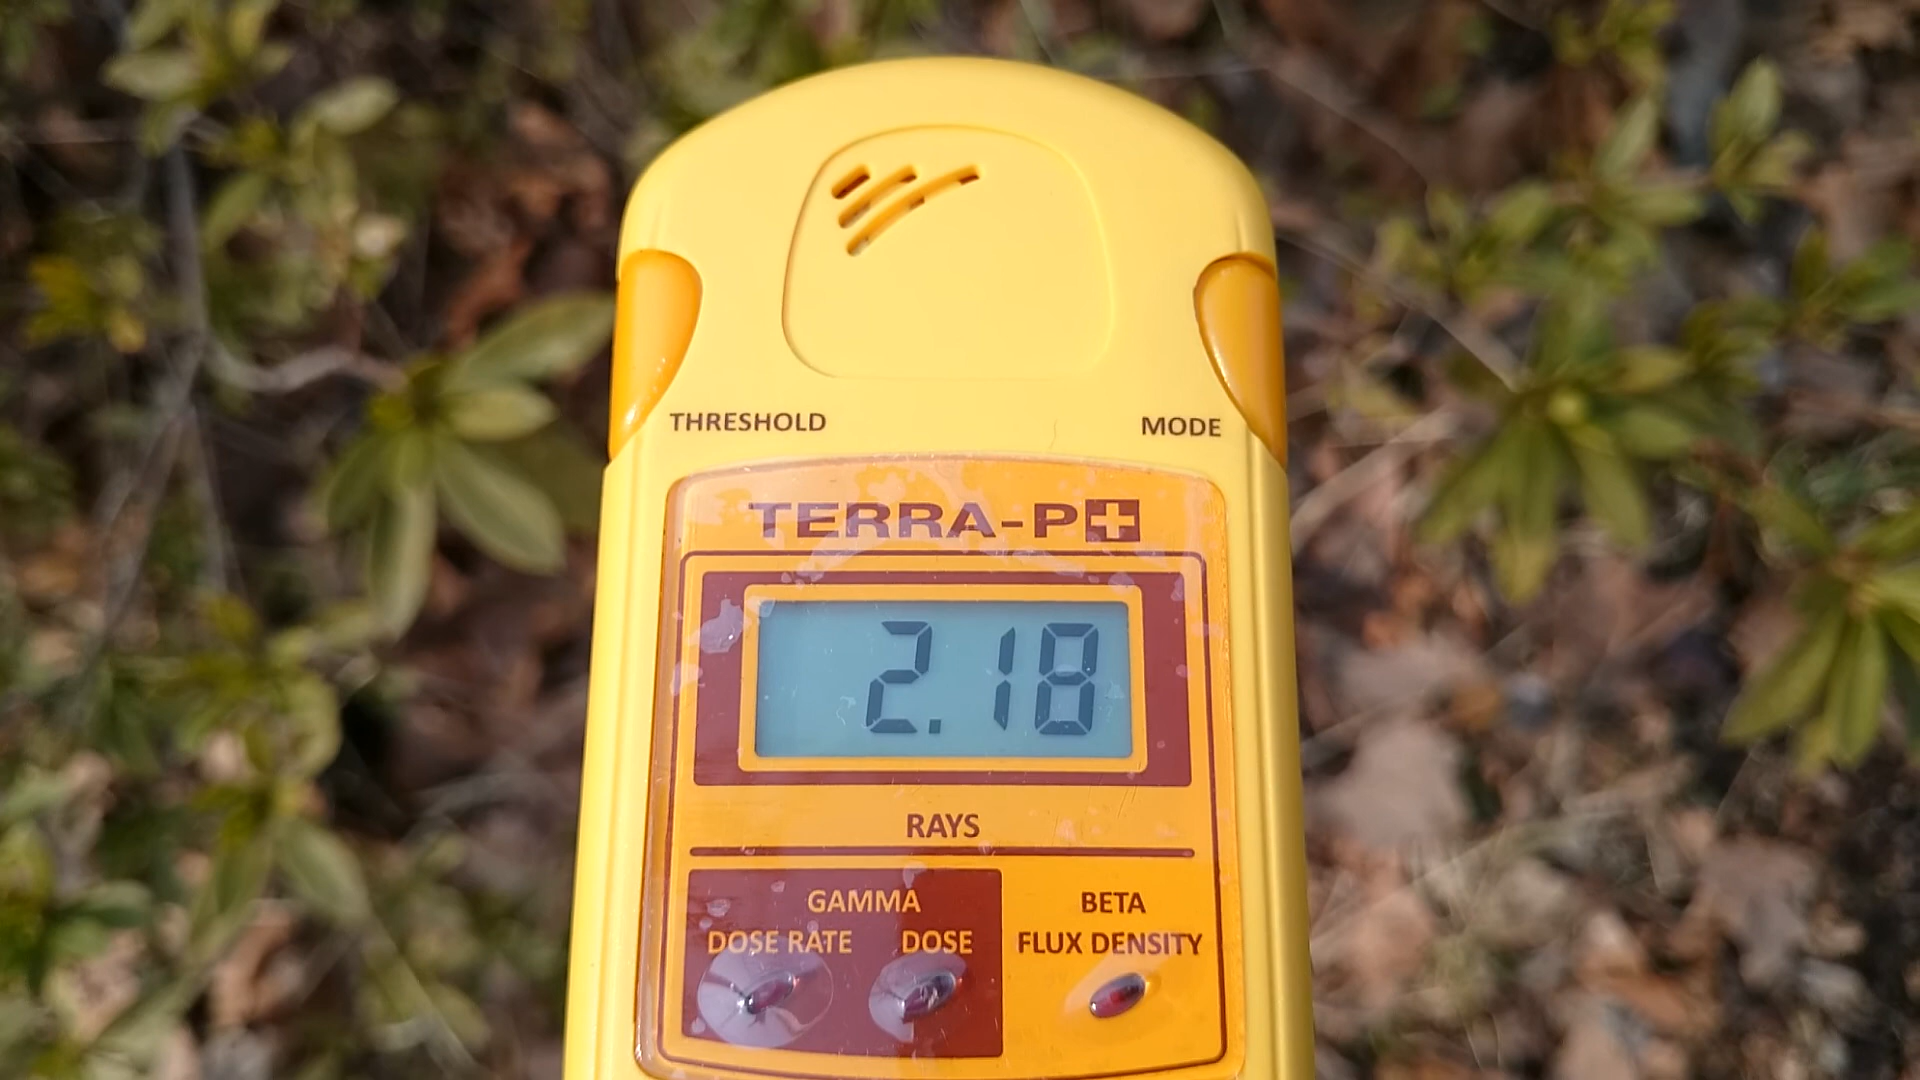 THRESHOLD MODE
TERRA-P
2.18
RAYS
GAMMA BETA
DOSE RATE DOSE FLUX DENSITY